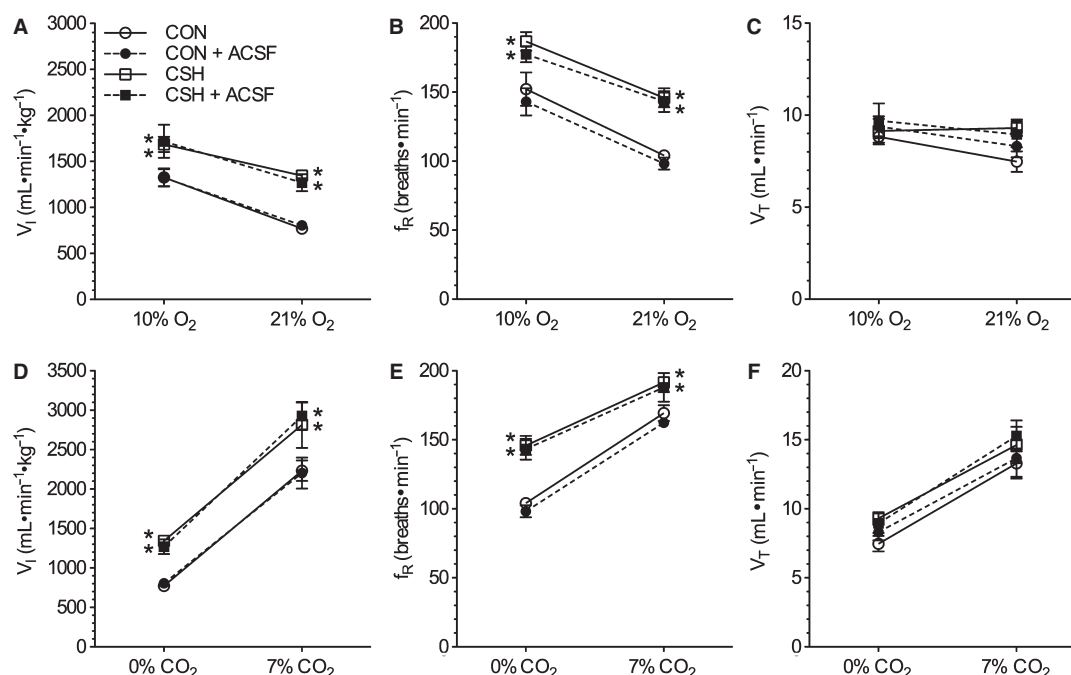 A
3000
2500
2000
1500
1000
500
0
V_I (mL•min⁻¹•kg⁻¹)
CON
CON + ACSF
CSH
CSH + ACSF
*
*
*
*
10% O₂
21% O₂
B
200
150
100
50
0
f_R (breaths•min⁻¹)
*
*
*
*
10% O₂
21% O₂
C
15
10
5
0
V_T (mL•min⁻¹)
10% O₂
21% O₂
D
3500
3000
2500
2000
1500
1000
500
0
V_I (mL•min⁻¹•kg⁻¹)
*
*
*
*
0% CO₂
7% CO₂
E
200
150
100
50
0
f_R (breaths•min⁻¹)
*
*
*
*
0% CO₂
7% CO₂
F
20
15
10
5
0
V_T (mL•min⁻¹)
0% CO₂
7% CO₂